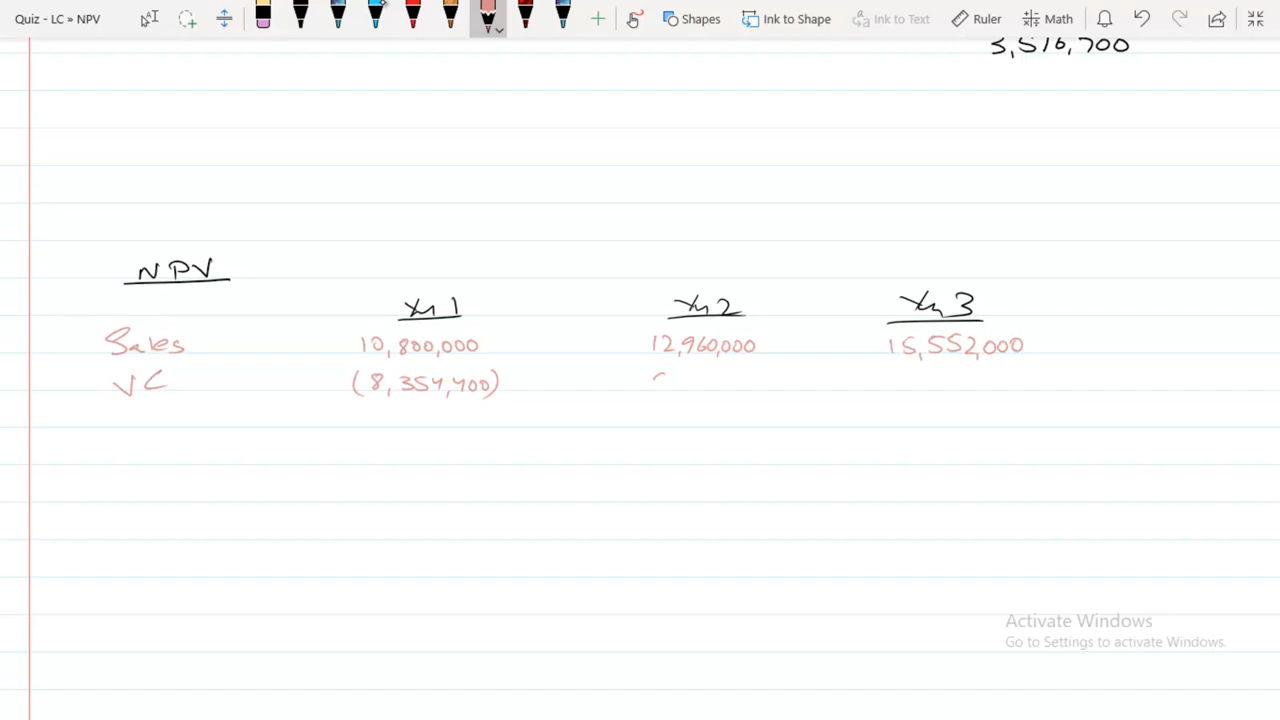 Quiz - LC » NPV
Shapes
Ink to Shape
Ink to Text
Ruler
Math
3,516,700
NPV
Yr 1 Yr 2 Yr 3
Sales 10,800,000 12,960,000 15,552,000
VC (8,354,400)
Activate Windows
Go to Settings to activate Windows.